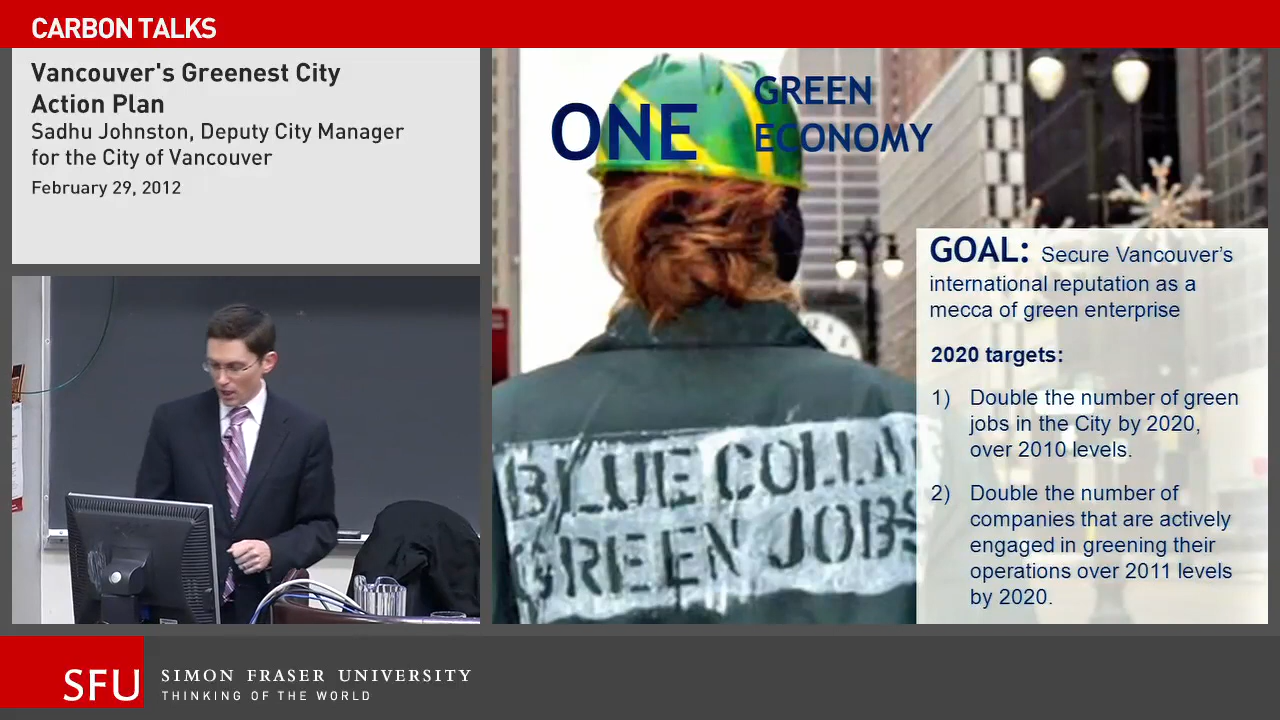 CARBON TALKS
Vancouver's Greenest City
Action Plan
Sadhu Johnston, Deputy City Manager
for the City of Vancouver
February 29, 2012
ONE
GREEN
ECONOMY
GOAL: Secure Vancouver's
international reputation as a
mecca of green enterprise
2020 targets:
1) Double the number of green
jobs in the City by 2020,
over 2010 levels.
2) Double the number of
companies that are actively
engaged in greening their
operations over 2011 levels
by 2020.
BLUE COLLA
GREEN JOBS
SFU
SIMON FRASER UNIVERSITY
THINKING OF THE WORLD